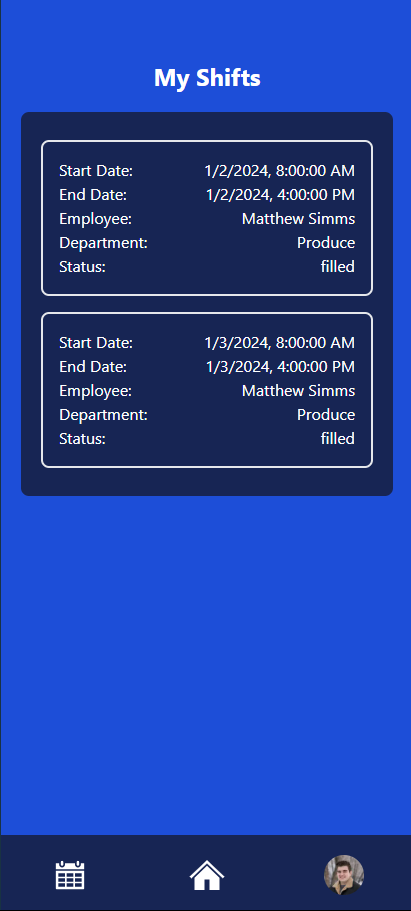 My Shifts
Start Date: 1/2/2024, 8:00:00 AM
End Date: 1/2/2024, 4:00:00 PM
Employee: Matthew Simms
Department: Produce
Status: filled
Start Date: 1/3/2024, 8:00:00 AM
End Date: 1/3/2024, 4:00:00 PM
Employee: Matthew Simms
Department: Produce
Status: filled